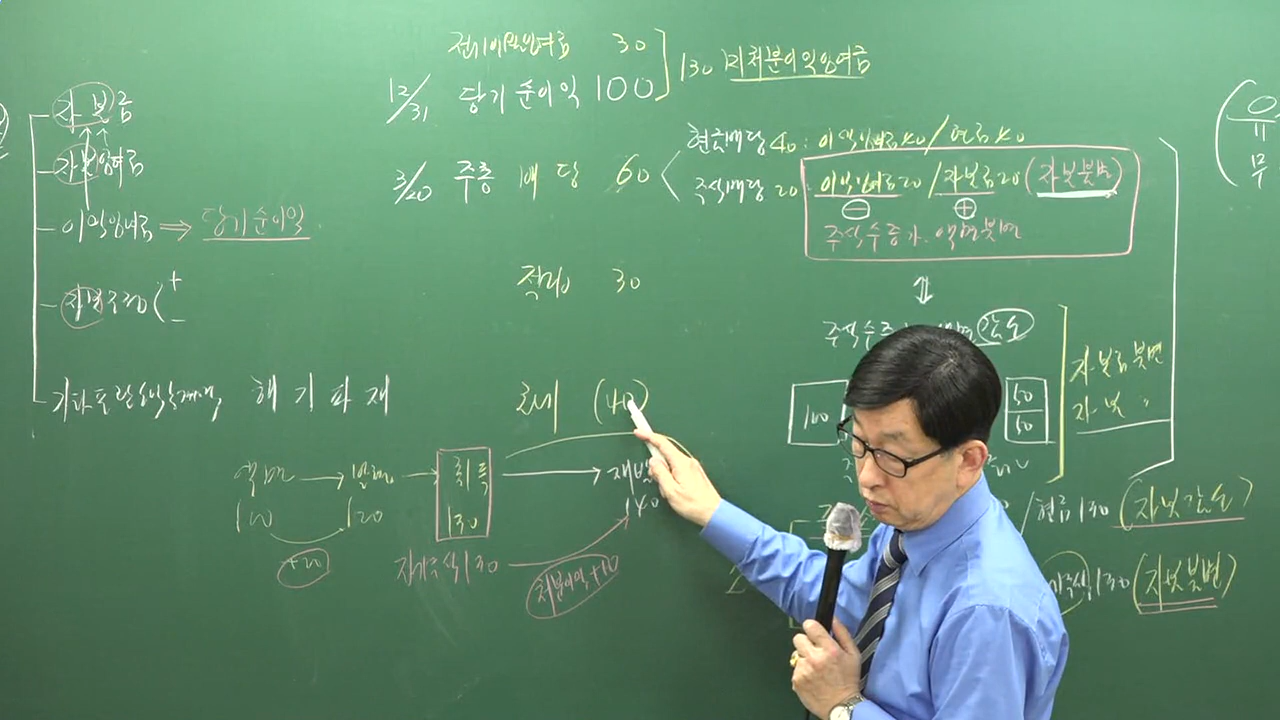 전기이월이익잉여금 30
12/31 당기순이익 100
130 미처분이익잉여금
3/20 주총 배당 60
현금배당 40 : 이익잉여금 40 / 현금 40
주식배당 20 : 이익잉여금 20 / 자본금 20 (자본불변)
⊖ ⊕
주식수증가 액면불변
적립 30
(40)
자본금
자본잉여금
이익잉여금 ⇒ 당기순이익
자본조정 ( + −
기타포괄손익누계액 해 기 파 재
⇕
주식수 감소
100
50
50
자본금불변
자본 〃
액면 → 발행 → 취득
100 120 130
140
+20
자기주식 130
처분이익 +10
/ 현금 130 (자본감소)
130 (자본불변)